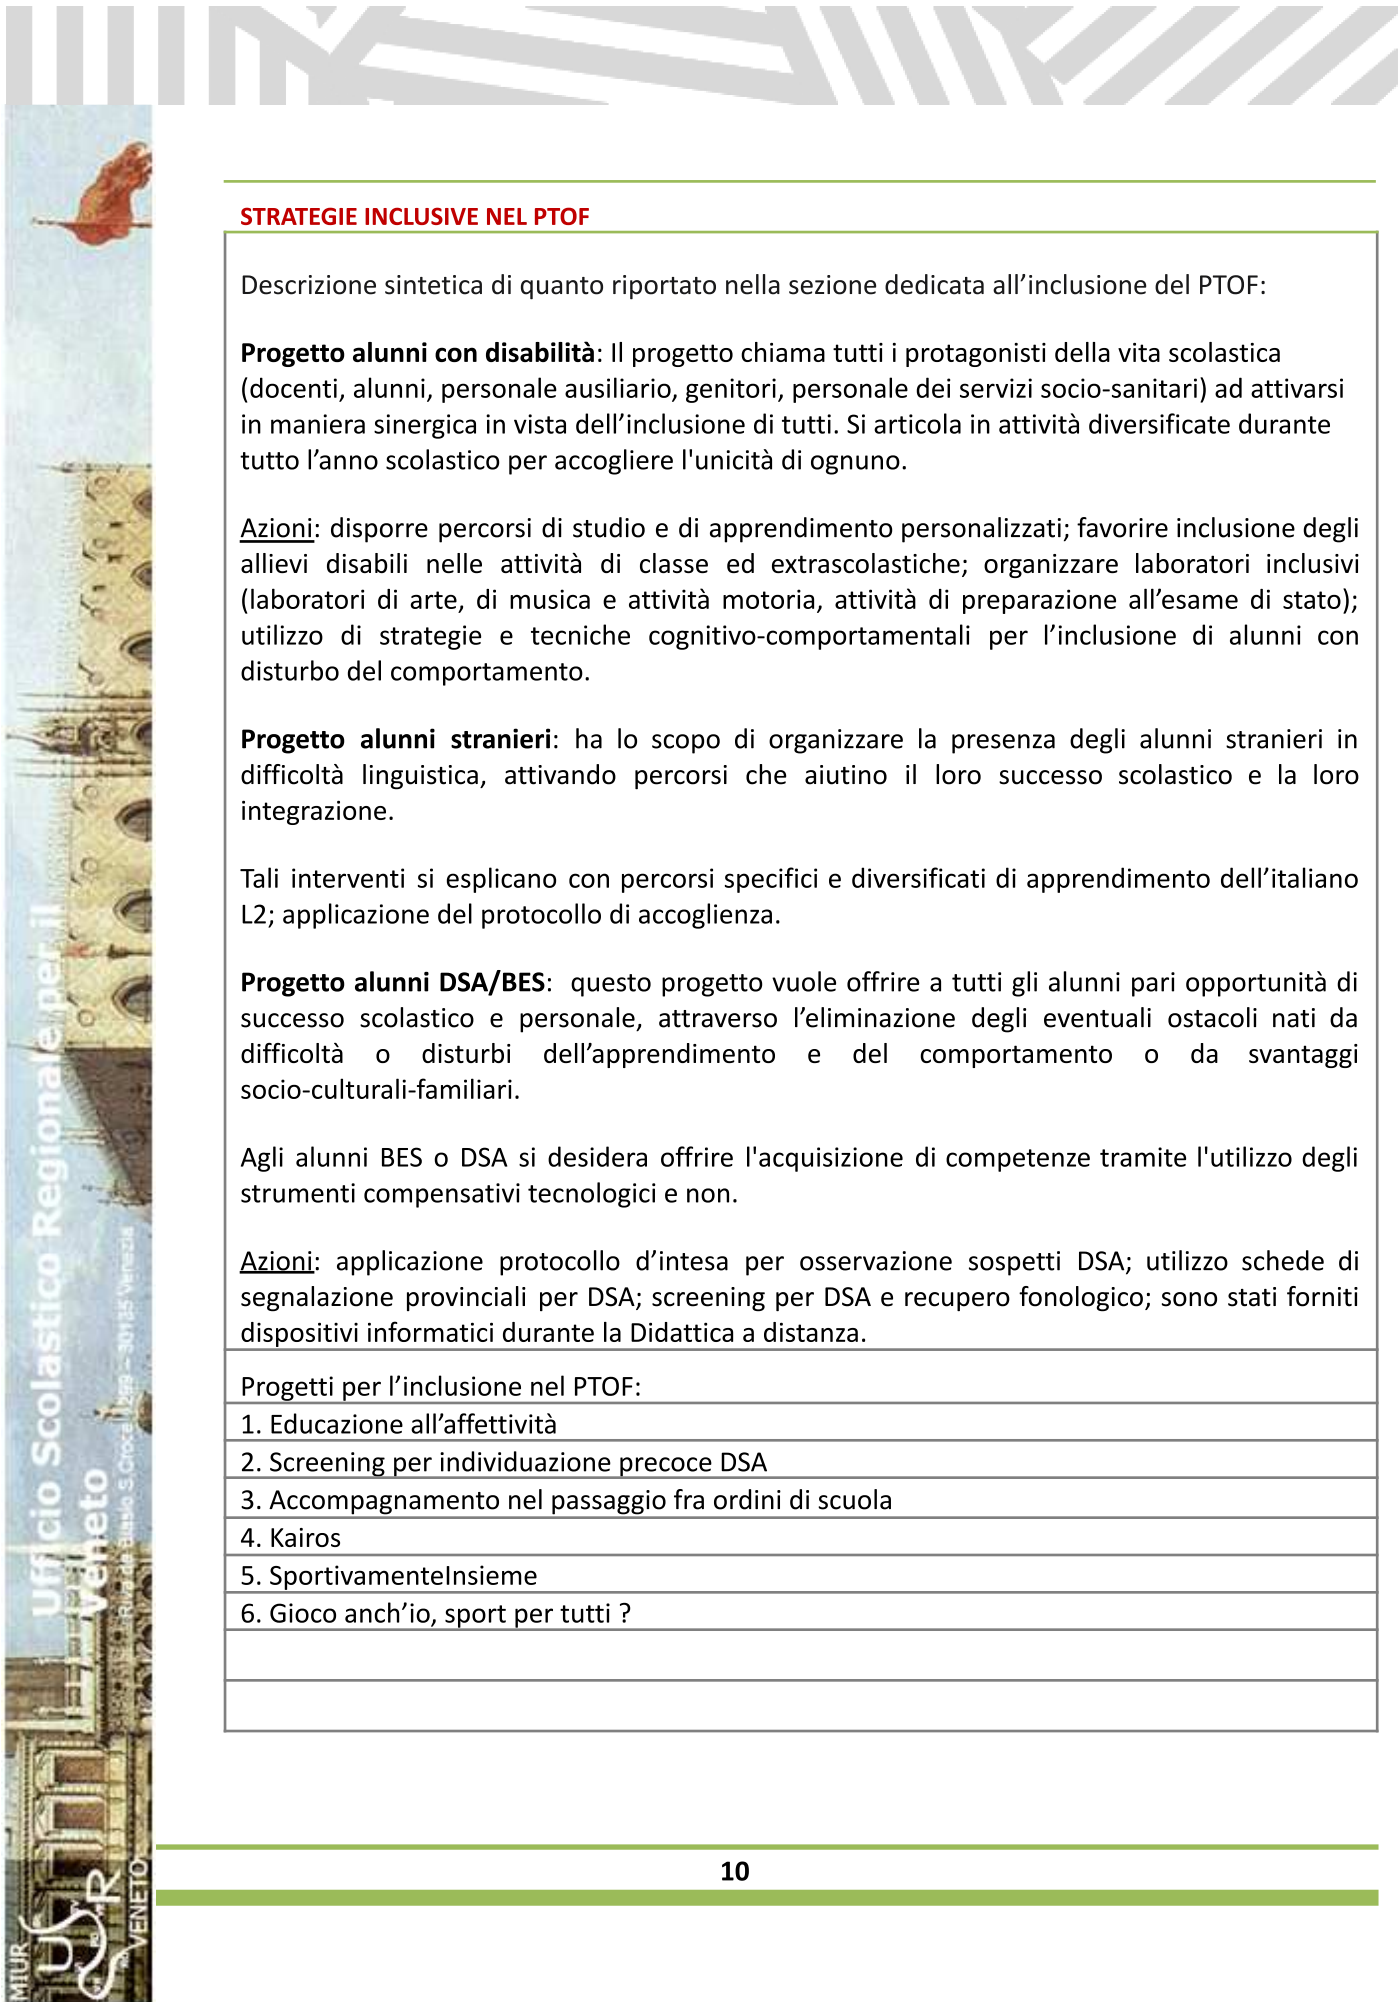 STRATEGIE INCLUSIVE NEL PTOF
Descrizione sintetica di quanto riportato nella sezione dedicata all’inclusione del PTOF:
Progetto alunni con disabilità: Il progetto chiama tutti i protagonisti della vita scolastica
(docenti, alunni, personale ausiliario, genitori, personale dei servizi socio-sanitari) ad attivarsi
in maniera sinergica in vista dell’inclusione di tutti. Si articola in attività diversificate durante
tutto l’anno scolastico per accogliere l'unicità di ognuno.
Azioni: disporre percorsi di studio e di apprendimento personalizzati; favorire inclusione degli
allievi disabili nelle attività di classe ed extrascolastiche; organizzare laboratori inclusivi
(laboratori di arte, di musica e attività motoria, attività di preparazione all’esame di stato);
utilizzo di strategie e tecniche cognitivo-comportamentali per l’inclusione di alunni con
disturbo del comportamento.
Progetto alunni stranieri: ha lo scopo di organizzare la presenza degli alunni stranieri in
difficoltà linguistica, attivando percorsi che aiutino il loro successo scolastico e la loro
integrazione.
Tali interventi si esplicano con percorsi specifici e diversificati di apprendimento dell’italiano
L2; applicazione del protocollo di accoglienza.
Progetto alunni DSA/BES: questo progetto vuole offrire a tutti gli alunni pari opportunità di
successo scolastico e personale, attraverso l’eliminazione degli eventuali ostacoli nati da
difficoltà o disturbi dell’apprendimento e del comportamento o da svantaggi
socio-culturali-familiari.
Agli alunni BES o DSA si desidera offrire l'acquisizione di competenze tramite l'utilizzo degli
strumenti compensativi tecnologici e non.
Azioni: applicazione protocollo d’intesa per osservazione sospetti DSA; utilizzo schede di
segnalazione provinciali per DSA; screening per DSA e recupero fonologico; sono stati forniti
dispositivi informatici durante la Didattica a distanza.
Progetti per l’inclusione nel PTOF:
1. Educazione all’affettività
2. Screening per individuazione precoce DSA
3. Accompagnamento nel passaggio fra ordini di scuola
4. Kairos
5. SportivamenteInsieme
6. Gioco anch’io, sport per tutti ?
10
Ufficio Scolastico Regionale per il
Veneto
Riva de Biasio S.Croce 1299 – 30135 Venezia
MIUR
USR
VENETO